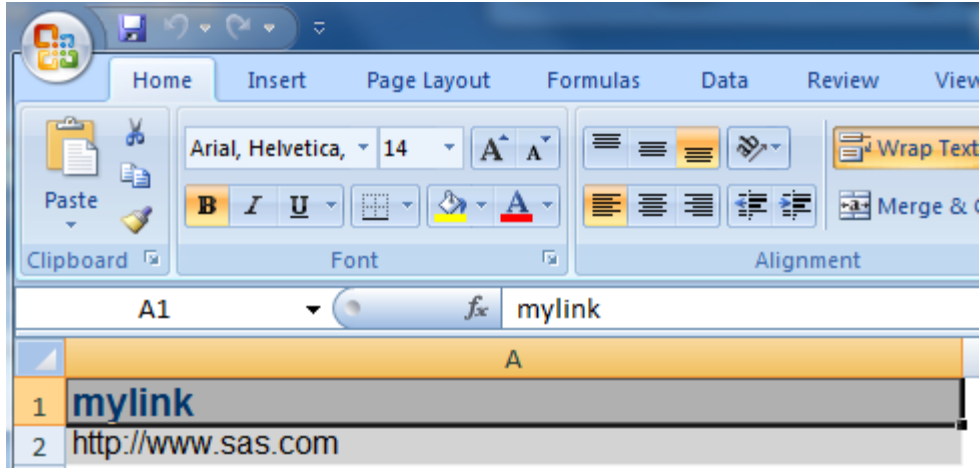 Home Insert Page Layout Formulas Data Review View
Arial, Helvetica, 14 A A Wrap Text
Paste B I U A Merge &
Clipboard Font Alignment
A1 fx mylink
A
1 mylink
2 http://www.sas.com